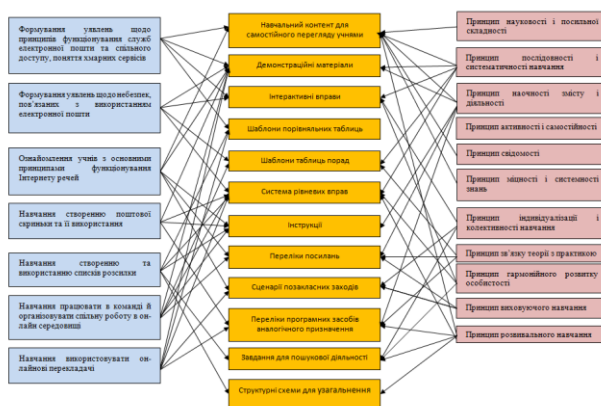 Формування уявлень щодо
принципів функціонування служб
електронної пошти та спільного
доступу, поняття хмарних сервісів
Формування уявлень щодо небезпек,
пов'язаних з використанням
електронної пошти
Ознайомлення учнів з основними
принципами функціонування
Інтернету речей
Навчання створенню поштової
скриньки та її використання
Навчання створенню та
використанню списків розсилки
Навчання працювати в команді й
організовувати спільну роботу в он-
лайн середовищі
Навчання використовувати он-
лайнові перекладачі
Навчальний контент для
самостійного перегляду учнями
Демонстраційні матеріали
Інтерактивні вправи
Шаблони порівняльних таблиць
Шаблони таблиць порад
Система рівневих вправ
Інструкції
Переліки посилань
Сценарії позакласних заходів
Переліки програмних засобів
аналогічного призначення
Завдання для пошукової діяльності
Структурні схеми для узагальнення
Принцип науковості і посильної
складності
Принцип послідовності і
систематичності навчання
Принцип наочності змісту і
діяльності
Принцип активності і самостійності
Принцип свідомості
Принцип міцності і системності
знань
Принцип індивідуалізації і
колективності навчання
Принцип зв'язку теорії з практикою
Принцип гармонійного розвитку
особистості
Принцип виховуючого навчання
Принцип розвивального навчання